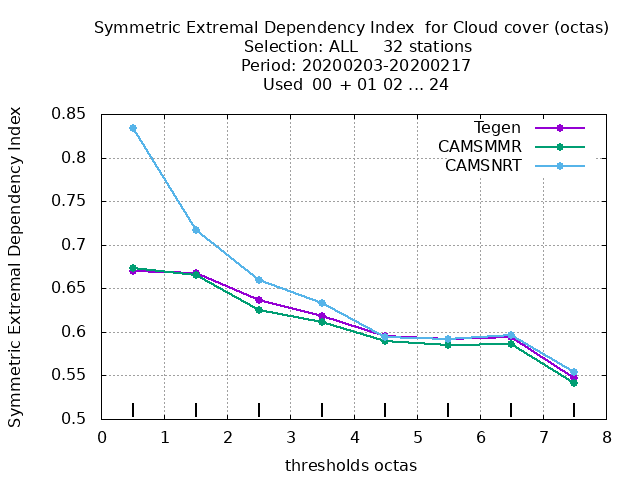 Symmetric Extremal Dependency Index  for Cloud cover (octas)
Selection: ALL     32 stations
Period: 20200203-20200217
Used  00 + 01 02 ... 24
Symmetric Extremal Dependency Index
0.85
0.8
0.75
0.7
0.65
0.6
0.55
0.5
Tegen
CAMSMMR
CAMSNRT
0 1 2 3 4 5 6 7 8
thresholds octas